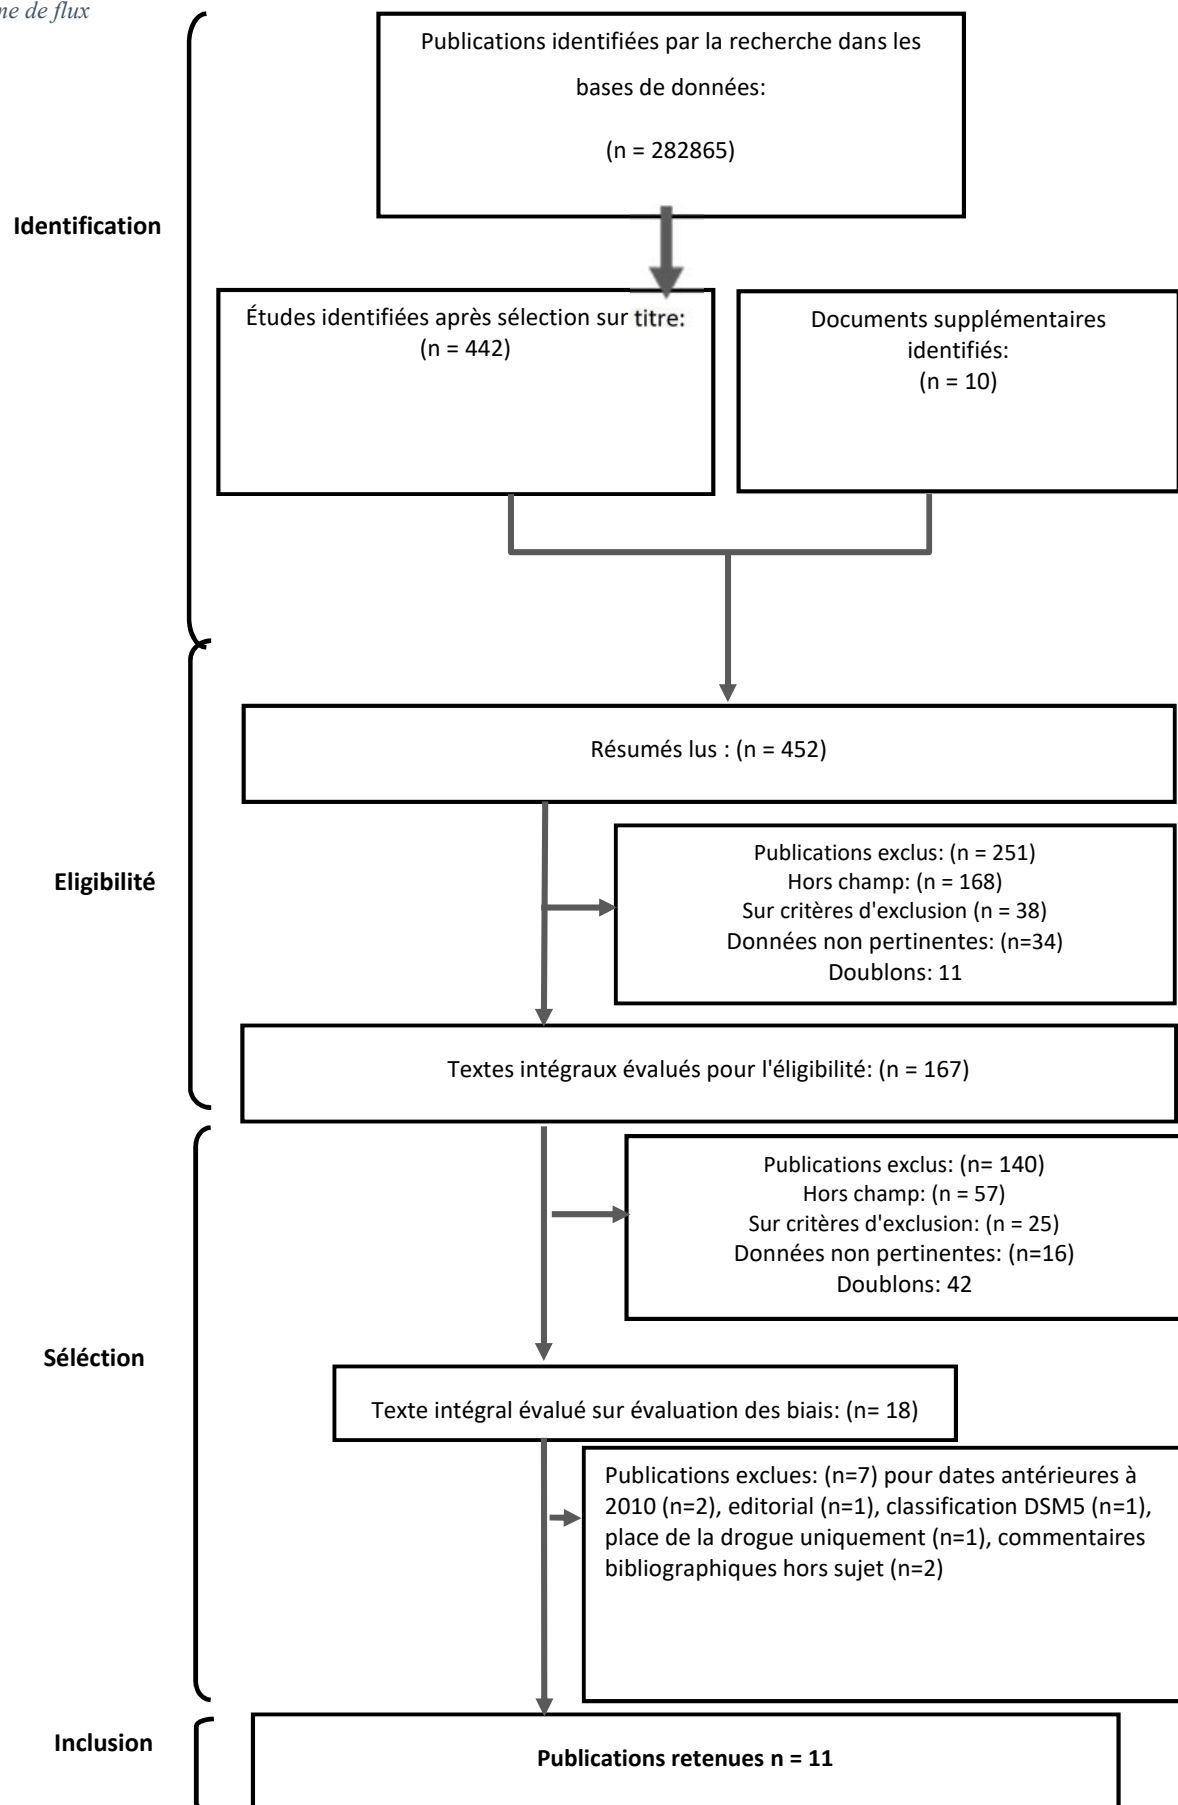 me de flux
Publications identifiées par la recherche dans les
bases de données:
(n = 282865)
Identification
Études identifiées après sélection sur titre:
(n = 442)
Documents supplémentaires
identifiés:
(n = 10)
Résumés lus : (n = 452)
Eligibilité
Publications exclus: (n = 251)
Hors champ: (n = 168)
Sur critères d'exclusion (n = 38)
Données non pertinentes: (n=34)
Doublons: 11
Textes intégraux évalués pour l'éligibilité: (n = 167)
Publications exclus: (n= 140)
Hors champ: (n = 57)
Sur critères d'exclusion: (n = 25)
Données non pertinentes: (n=16)
Doublons: 42
Séléction
Texte intégral évalué sur évaluation des biais: (n= 18)
Publications exclues: (n=7) pour dates antérieures à
2010 (n=2), editorial (n=1), classification DSM5 (n=1),
place de la drogue uniquement (n=1), commentaires
bibliographiques hors sujet (n=2)
Inclusion
Publications retenues n = 11